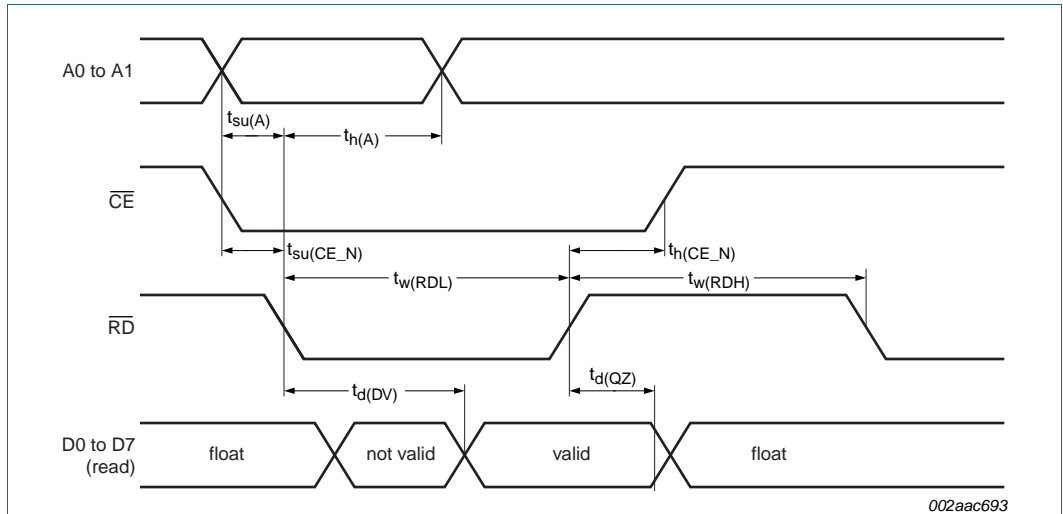 A0 to A1
tsu(A)
th(A)
CE
tsu(CE_N)
th(CE_N)
tw(RDL)
tw(RDH)
RD
td(DV)
td(QZ)
D0 to D7
(read)
float
not valid
valid
float
002aac693